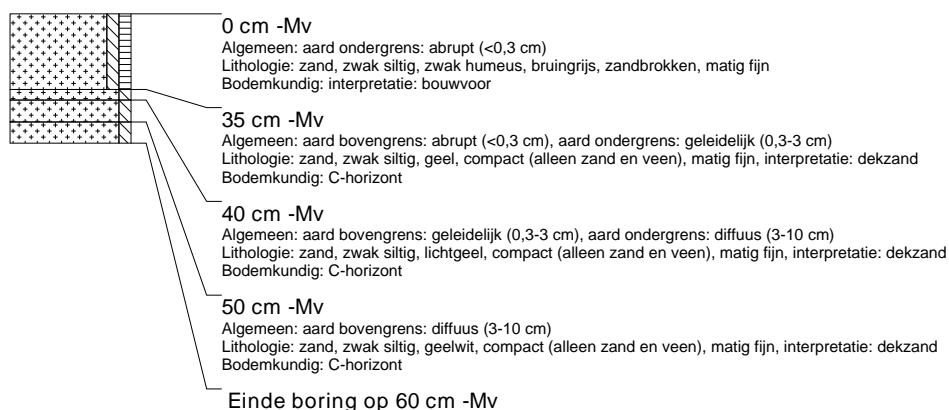 0 cm -Mv
Algemeen: aard ondergrens: abrupt (<0,3 cm)
Lithologie: zand, zwak siltig, zwak humeus, bruingrijs, zandbrokken, matig fijn
Bodemkundig: interpretatie: bouwvoor
35 cm -Mv
Algemeen: aard bovengrens: abrupt (<0,3 cm), aard ondergrens: geleidelijk (0,3-3 cm)
Lithologie: zand, zwak siltig, geel, compact (alleen zand en veen), matig fijn, interpretatie: dekzand
Bodemkundig: C-horizont
40 cm -Mv
Algemeen: aard bovengrens: geleidelijk (0,3-3 cm), aard ondergrens: diffuus (3-10 cm)
Lithologie: zand, zwak siltig, lichtgeel, compact (alleen zand en veen), matig fijn, interpretatie: dekzand
Bodemkundig: C-horizont
50 cm -Mv
Algemeen: aard bovengrens: diffuus (3-10 cm)
Lithologie: zand, zwak siltig, geelwit, compact (alleen zand en veen), matig fijn, interpretatie: dekzand
Bodemkundig: C-horizont
Einde boring op 60 cm -Mv